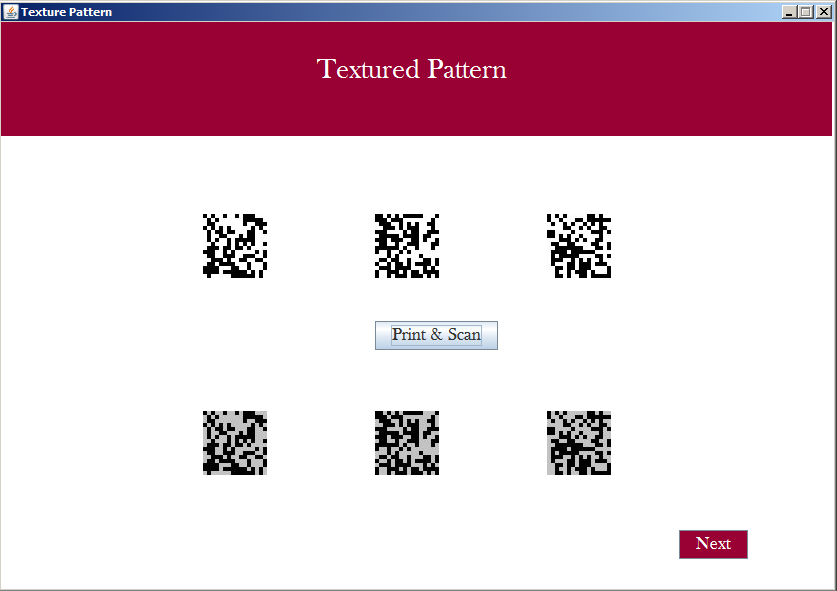 Texture Pattern
Textured Pattern
Print & Scan
Next